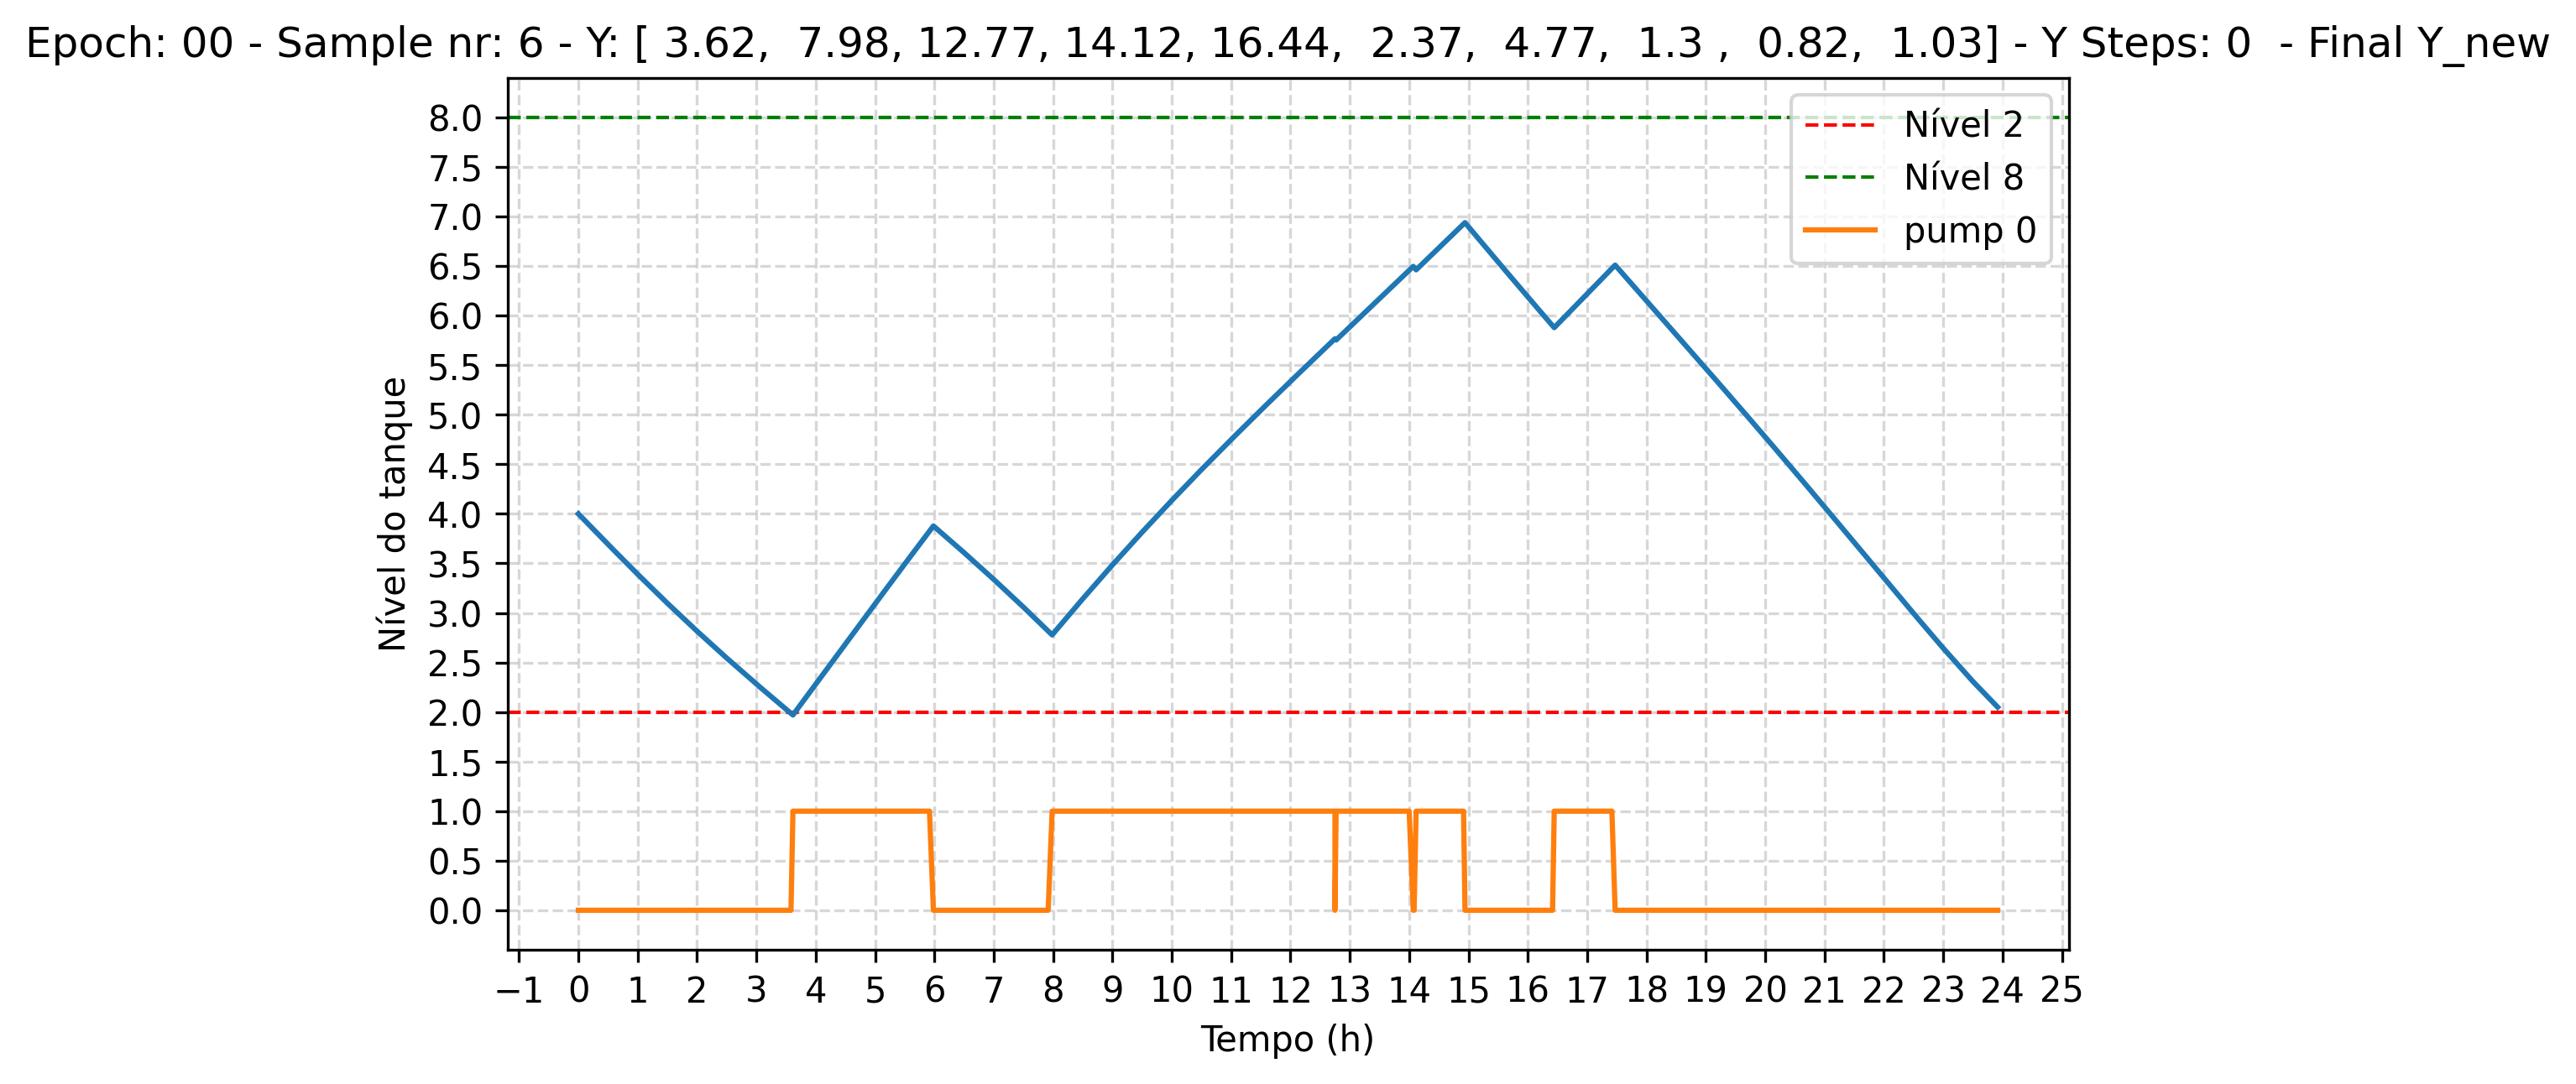 Epoch: 00 - Sample nr: 6 - Y: [ 3.62,  7.98, 12.77, 14.12, 16.44,  2.37,  4.77,  1.3 ,  0.82,  1.03] - Y Steps: 0  - Final Y_new
Nível 2
Nível 8
pump 0
8.0
7.5
7.0
6.5
6.0
5.5
5.0
4.5
4.0
3.5
3.0
2.5
2.0
1.5
1.0
0.5
0.0
Nível do tanque
−1 0 1 2 3 4 5 6 7 8 9 10 11 12 13 14 15 16 17 18 19 20 21 22 23 24 25
Tempo (h)